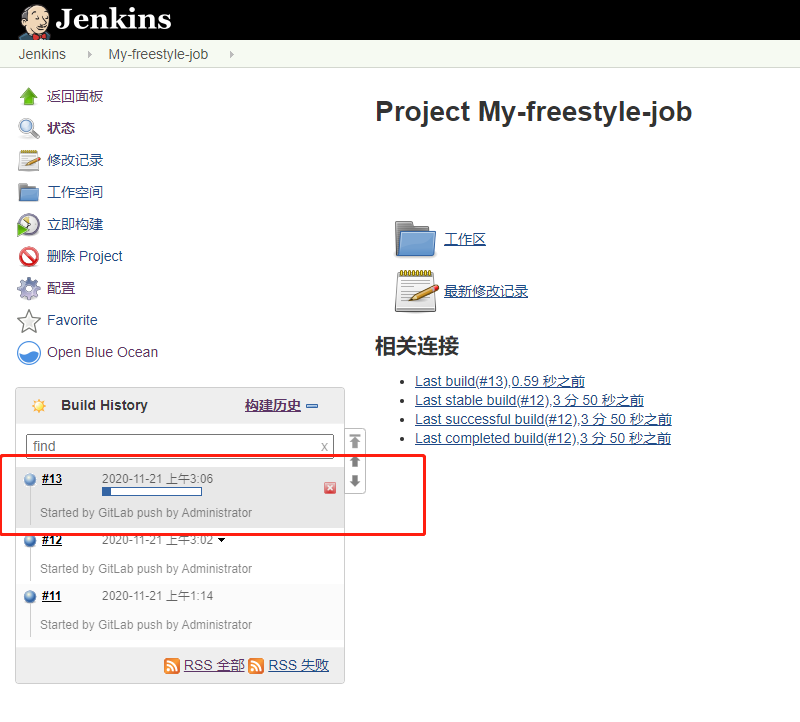 Jenkins
Jenkins My-freestyle-job
返回面板
状态
修改记录
工作空间
立即构建
删除 Project
配置
Favorite
Open Blue Ocean
Build History 构建历史
find x
#13 2020-11-21 上午3:06
Started by GitLab push by Administrator
#12 2020-11-21 上午3:02
Started by GitLab push by Administrator
#11 2020-11-21 上午1:14
Started by GitLab push by Administrator
RSS 全部 RSS 失败
Project My-freestyle-job
工作区
最新修改记录
相关连接
Last build(#13),0.59 秒之前
Last stable build(#12),3 分 50 秒之前
Last successful build(#12),3 分 50 秒之前
Last completed build(#12),3 分 50 秒之前